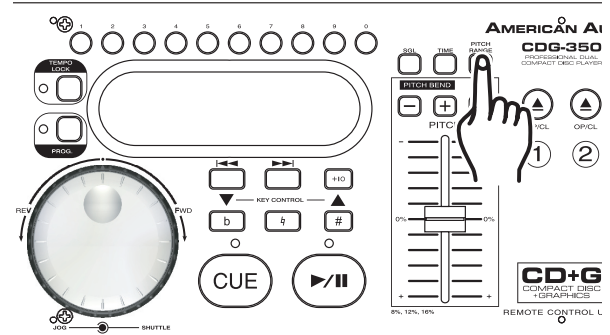 1 2 3 4 5 6 7 8 9 0
AMERICAN AU
CDG-350
PROFESSIONAL DUAL
COMPACT DISC PLAYER
SGL TIME PITCH RANGE
TEMPO LOCK
PITCH BEND
PITCH
P/CL OP/CL
1 2
PROG.
+10
KEY CONTROL
b ♮ #
REV FWD
0% 0%
CUE
CD+G
COMPACT DISC
+GRAPHICS
8%, 12%, 16%
REMOTE CONTROL U
JOG SHUTTLE